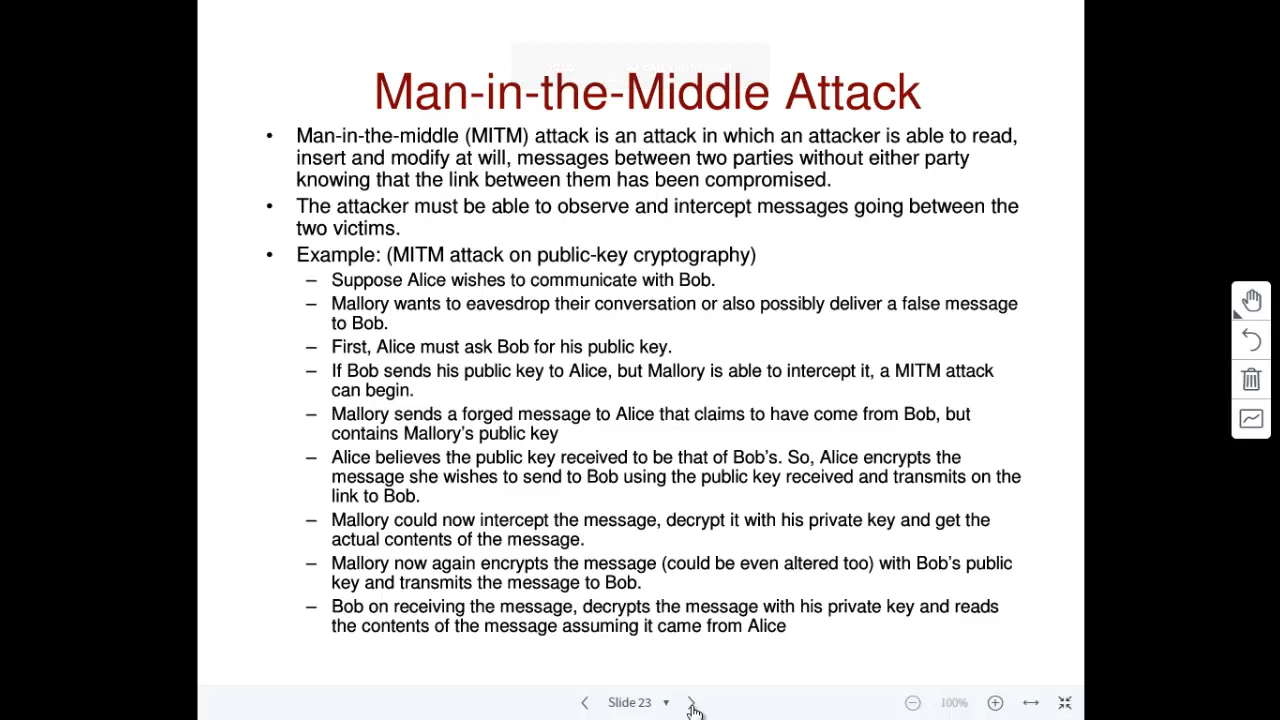 Man-in-the-Middle Attack
• Man-in-the-middle (MITM) attack is an attack in which an attacker is able to read,
insert and modify at will, messages between two parties without either party
knowing that the link between them has been compromised.
• The attacker must be able to observe and intercept messages going between the
two victims.
• Example: (MITM attack on public-key cryptography)
– Suppose Alice wishes to communicate with Bob.
– Mallory wants to eavesdrop their conversation or also possibly deliver a false message
to Bob.
– First, Alice must ask Bob for his public key.
– If Bob sends his public key to Alice, but Mallory is able to intercept it, a MITM attack
can begin.
– Mallory sends a forged message to Alice that claims to have come from Bob, but
contains Mallory's public key
– Alice believes the public key received to be that of Bob's. So, Alice encrypts the
message she wishes to send to Bob using the public key received and transmits on the
link to Bob.
– Mallory could now intercept the message, decrypt it with his private key and get the
actual contents of the message.
– Mallory now again encrypts the message (could be even altered too) with Bob's public
key and transmits the message to Bob.
– Bob on receiving the message, decrypts the message with his private key and reads
the contents of the message assuming it came from Alice
Slide 23
100%